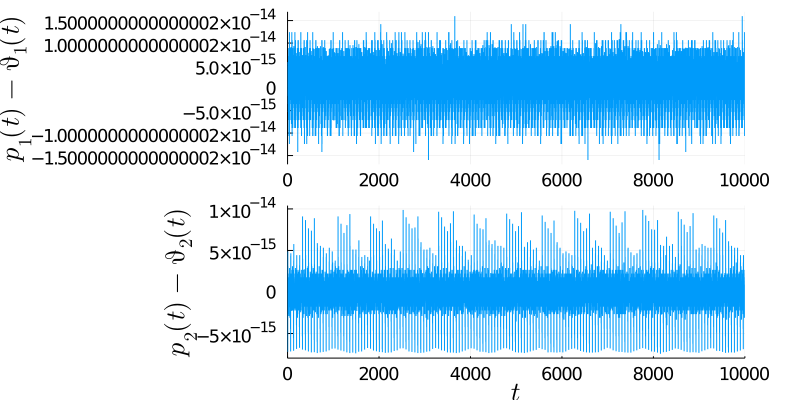 p₁(t) − ϑ₁(t)
1.5000000000000002×10⁻¹⁴
1.0000000000000002×10⁻¹⁴
5.0×10⁻¹⁵
0
−5.0×10⁻¹⁵
−1.0000000000000002×10⁻¹⁴
−1.5000000000000002×10⁻¹⁴
0 2000 4000 6000 8000 10000
p₂(t) − ϑ₂(t)
1×10⁻¹⁴
5×10⁻¹⁵
0
−5×10⁻¹⁵
0 2000 4000 6000 8000 10000
t